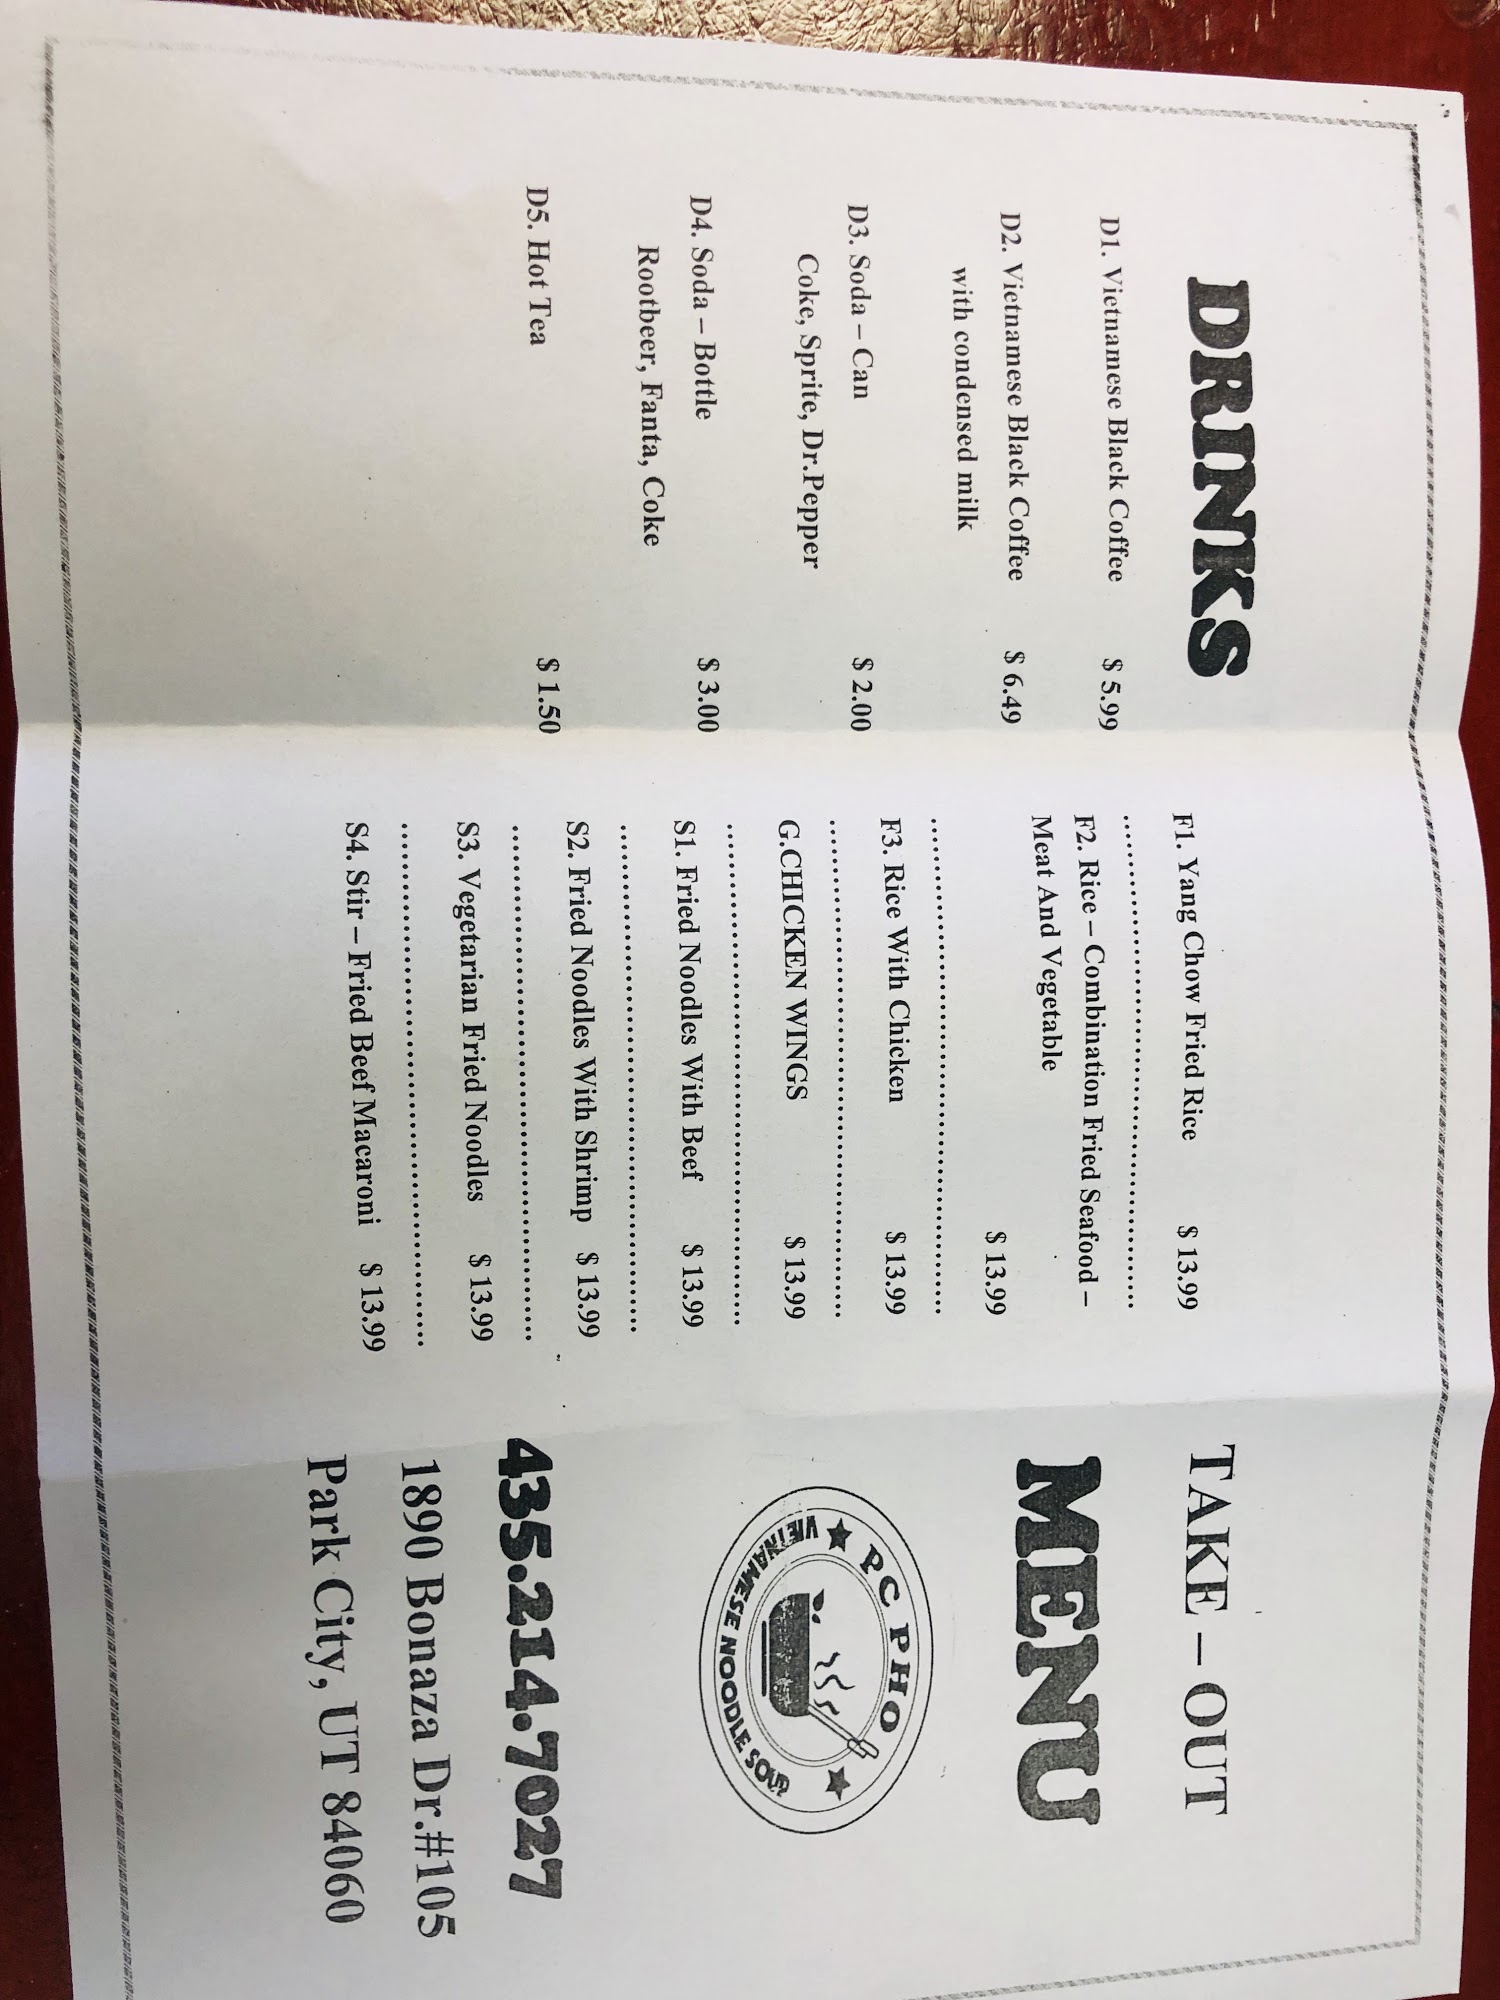 DRINKS
D1. Vietnamese Black Coffee $ 5.99
D2. Vietnamese Black Coffee $ 6.49
with condensed milk
D3. Soda – Can $ 2.00
Coke, Sprite, Dr.Pepper
D4. Soda – Bottle $ 3.00
Rootbeer, Fanta, Coke
D5. Hot Tea $ 1.50
F1. Yang Chow Fried Rice $ 13.99
F2. Rice – Combination Fried Seafood –
Meat And Vegetable
$ 13.99
F3. Rice With Chicken $ 13.99
G.CHICKEN WINGS $ 13.99
S1. Fried Noodles With Beef $ 13.99
S2. Fried Noodles With Shrimp $ 13.99
S3. Vegetarian Fried Noodles $ 13.99
S4. Stir – Fried Beef Macaroni $ 13.99
TAKE – OUT
MENU
PC PHO
VIETNAMESE NOODLE SOUP
435.214.7027
1890 Bonaza Dr.#105
Park City, UT 84060